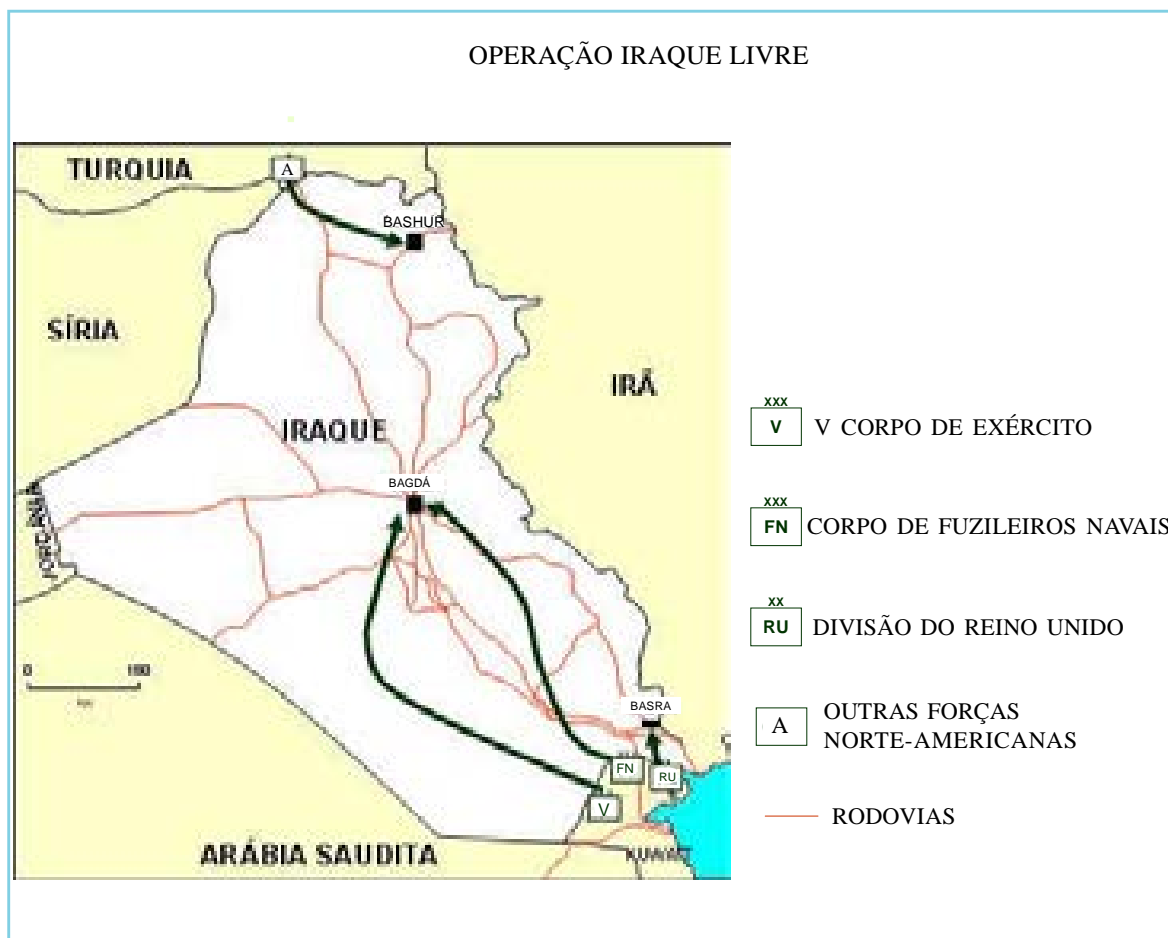 OPERAÇÃO IRAQUE LIVRE
TURQUIA
A
BASHUR
SÍRIA
IRÃ
IRAQUE
BAGDÁ
0
BASRA
FN
RU
V
ARÁBIA SAUDITA
KUWAIT
XXX
V
V CORPO DE EXÉRCITO
XXX
FN
CORPO DE FUZILEIROS NAVAIS
XX
RU
DIVISÃO DO REINO UNIDO
A
OUTRAS FORÇAS
NORTE-AMERICANAS
RODOVIAS